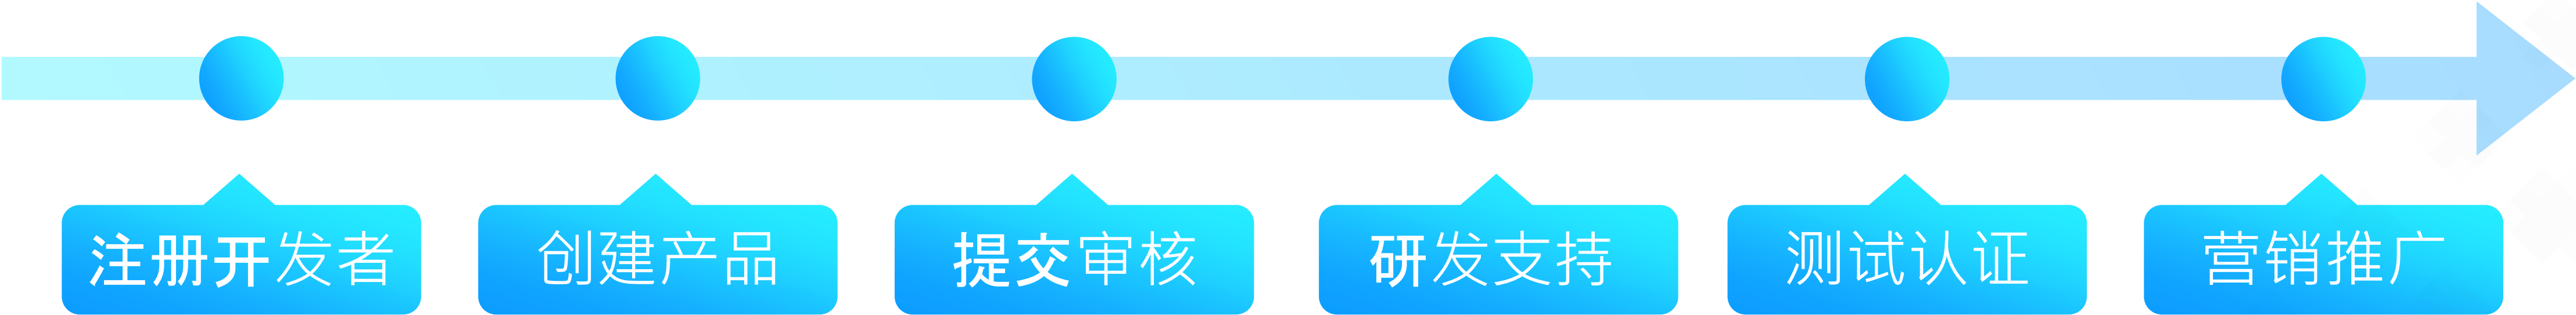 注册开发者
创建产品
提交审核
研发支持
测试认证
营销推广